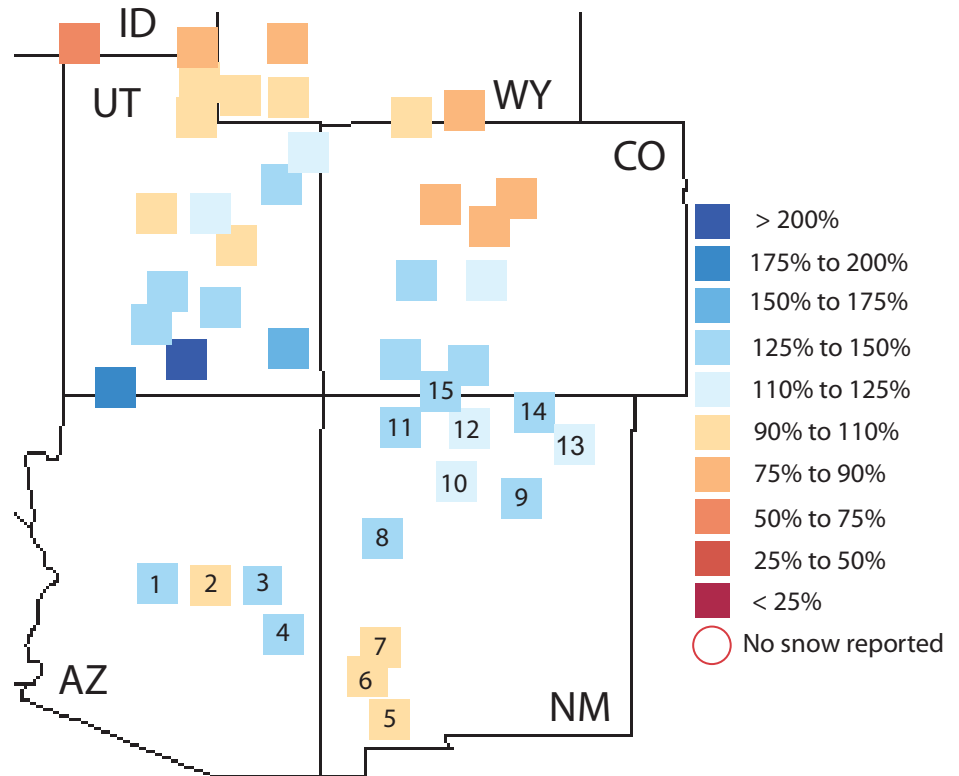 ID
UT
WY
CO
> 200%
175% to 200%
150% to 175%
125% to 150%
110% to 125%
90% to 110%
75% to 90%
50% to 75%
25% to 50%
< 25%
No snow reported
15
14
11
12
13
10
9
8
1
2
3
4
7
6
5
AZ
NM